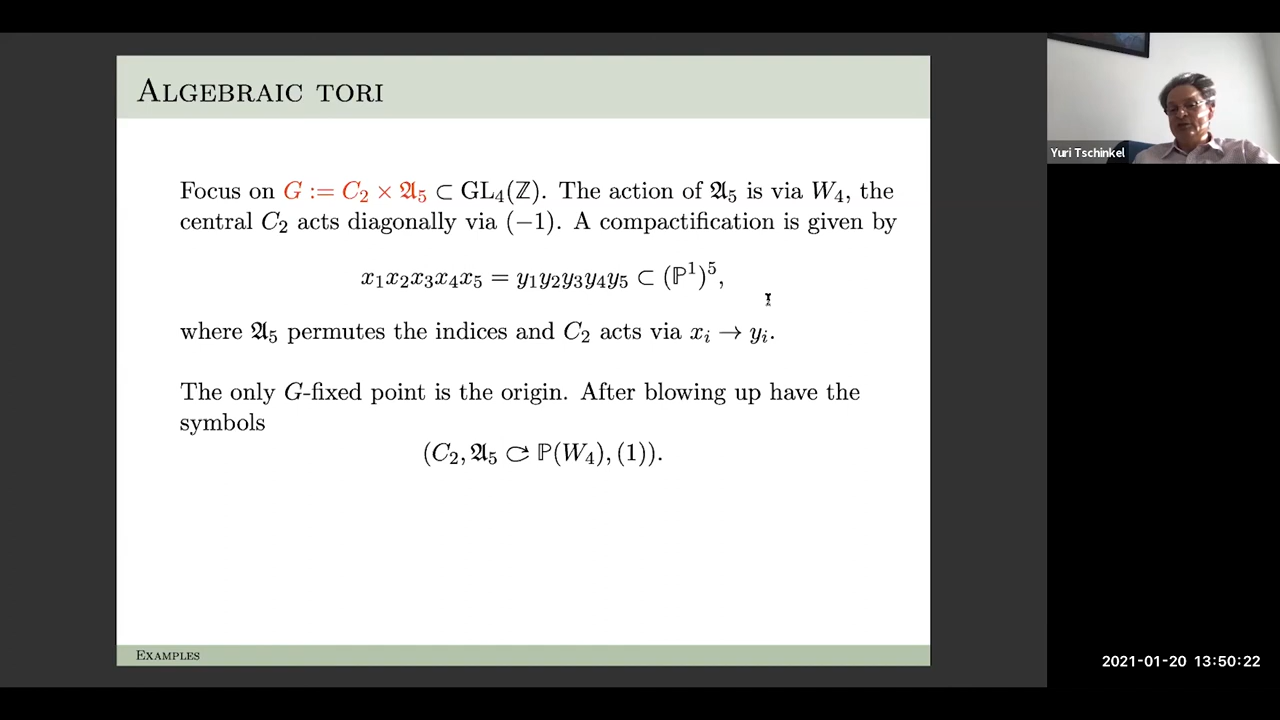 ALGEBRAIC TORI
Focus on G := C₂ × 𝔄₅ ⊂ GL₄(ℤ). The action of 𝔄₅ is via W₄, the
central C₂ acts diagonally via (−1). A compactification is given by
x₁x₂x₃x₄x₅ = y₁y₂y₃y₄y₅ ⊂ (ℙ¹)⁵,
where 𝔄₅ permutes the indices and C₂ acts via xᵢ → yᵢ.
The only G-fixed point is the origin. After blowing up have the
symbols
(C₂, 𝔄₅ ⟳ ℙ(W₄), (1)).
EXAMPLES
Yuri Tschinkel
2021-01-20 13:50:22